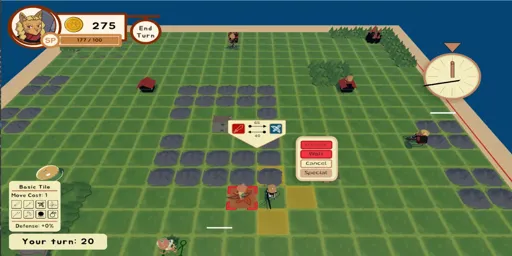 275
SP
177 / 100
End
Turn
Cancel
Special
Basic Tile
Move Cost: 1
Defense: +0%
Your turn: 20